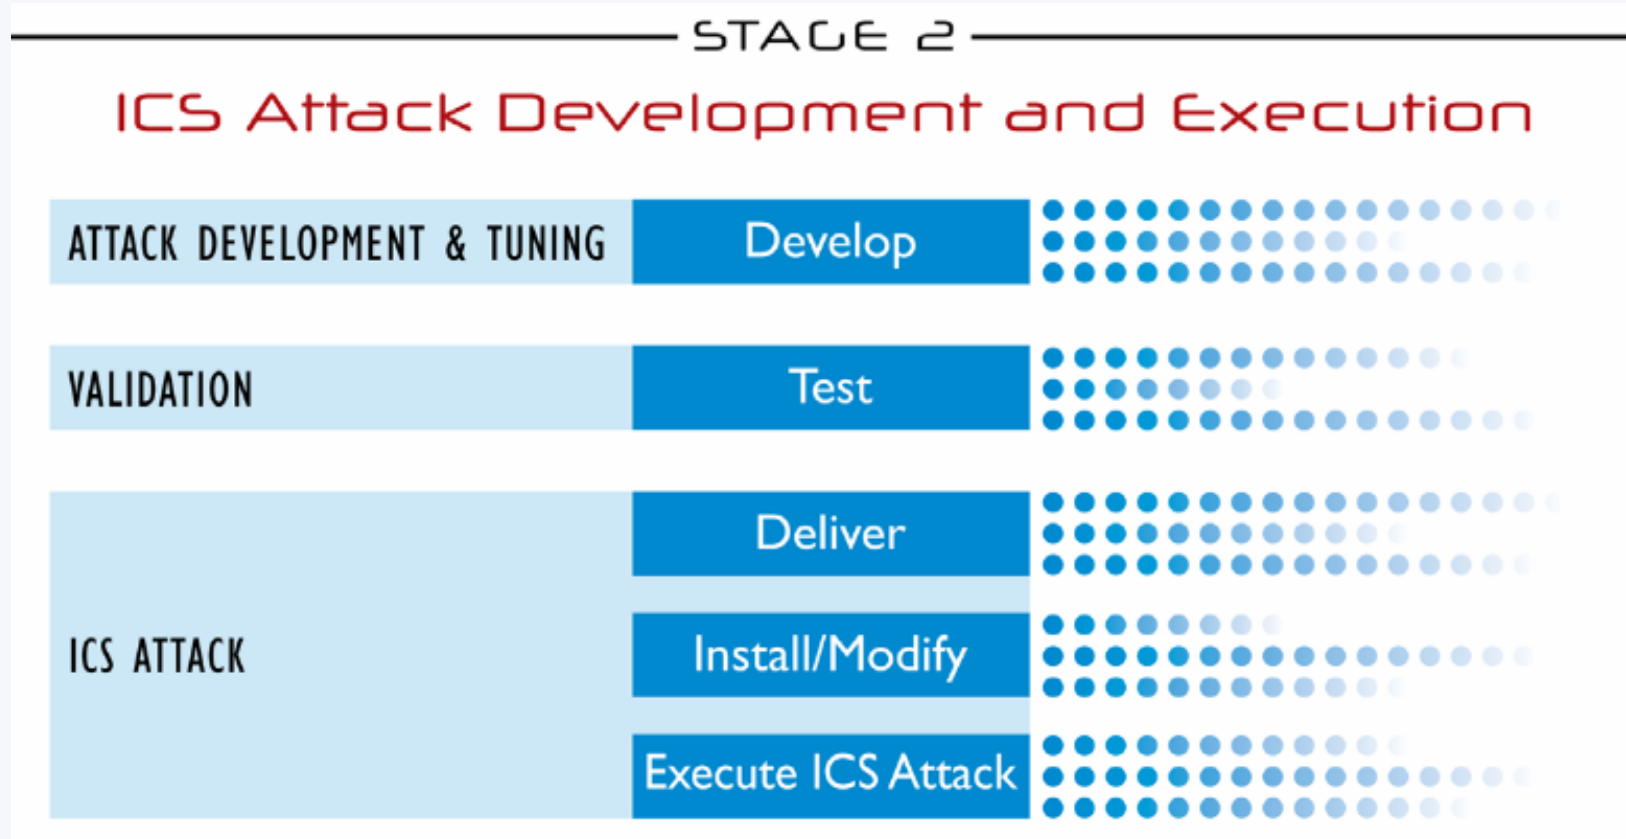 STAGE 2
ICS Attack Development and Execution
ATTACK DEVELOPMENT & TUNING
Develop
VALIDATION
Test
ICS ATTACK
Deliver
Install/Modify
Execute ICS Attack